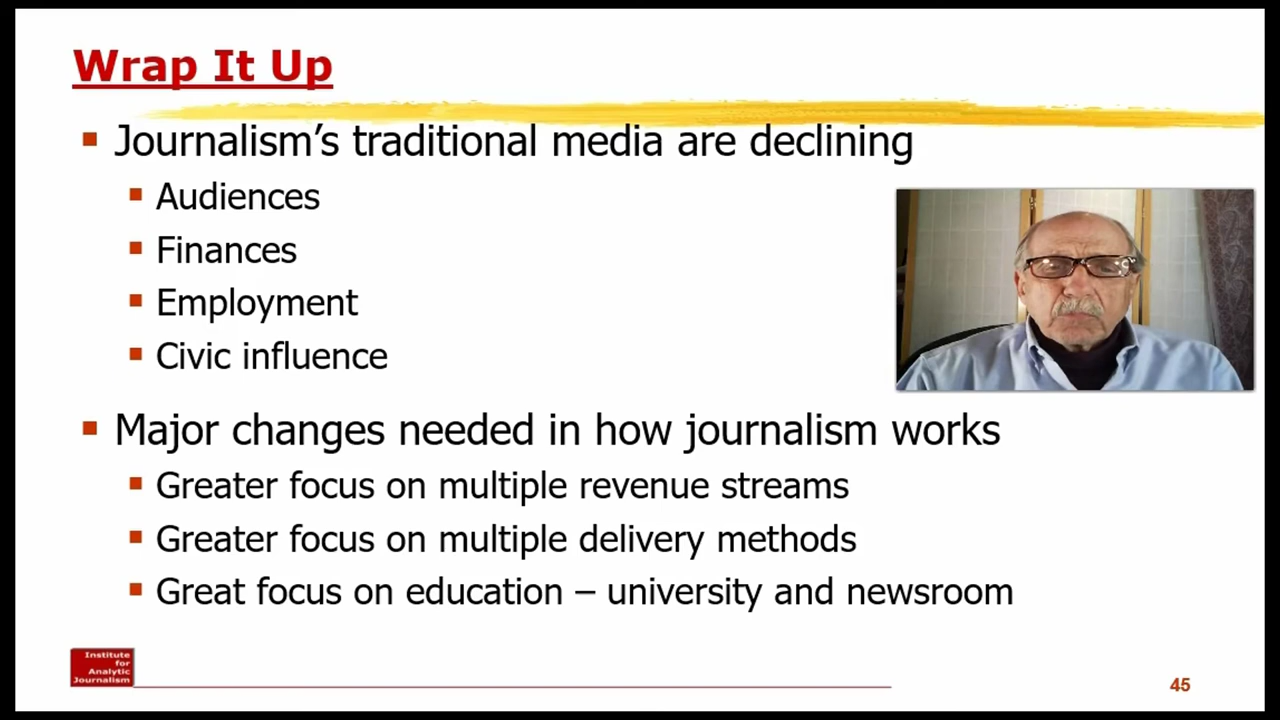 Wrap It Up
Journalism’s traditional media are declining
Audiences
Finances
Employment
Civic influence
Major changes needed in how journalism works
Greater focus on multiple revenue streams
Greater focus on multiple delivery methods
Great focus on education – university and newsroom
Institute
for
Analytic
Journalism
45